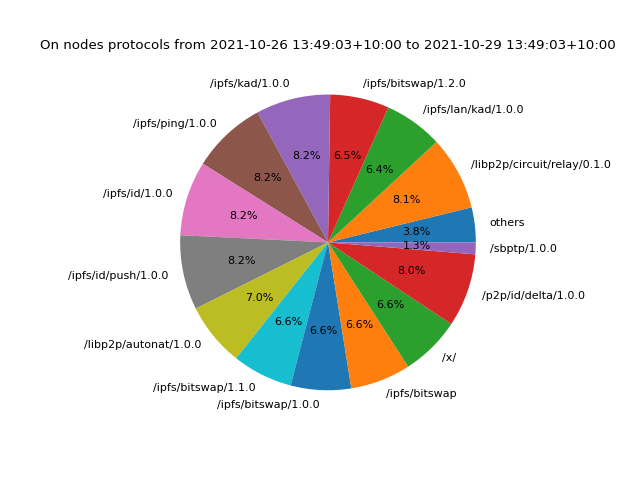 On nodes protocols from 2021-10-26 13:49:03+10:00 to 2021-10-29 13:49:03+10:00
/ipfs/kad/1.0.0
/ipfs/bitswap/1.2.0
/ipfs/lan/kad/1.0.0
/ipfs/ping/1.0.0
/libp2p/circuit/relay/0.1.0
/ipfs/id/1.0.0
others
/sbptp/1.0.0
/ipfs/id/push/1.0.0
/p2p/id/delta/1.0.0
/libp2p/autonat/1.0.0
/x/
/ipfs/bitswap/1.1.0
/ipfs/bitswap
/ipfs/bitswap/1.0.0
8.2%
6.5%
6.4%
8.2%
8.1%
8.2%
3.8%
1.3%
8.2%
8.0%
7.0%
6.6%
6.6%
6.6%
6.6%